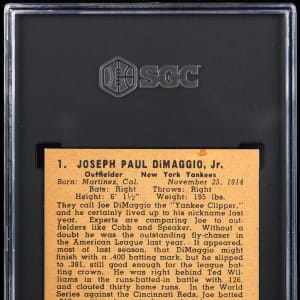 SGC
1. JOSEPH PAUL DiMAGGIO, Jr.
Outfielder New York Yankees
Born: Martinez, Cal. November 25, 1914
Bats: Right Throws: Right
Height: 6' 1½" Weight: 195 lbs.
They call Joe DiMaggio the "Yankee Clipper,"
and he certainly lived up to his nickname last
year. Experts are comparing Joe to out-
fielders like Cobb and Speaker. Without a
doubt he was the outstanding fly-chaser in
the American League last year. It appeared,
most of last season, that DiMaggio might
finish with a .400 batting mark, but he slipped
to .381, still good enough for the league bat-
ting crown. He was tied with Ted Williams
in the runs-batted-in battle with 126,
and clouted thirty home runs. In the World
Series against the Cincinnati Reds, Joe batted